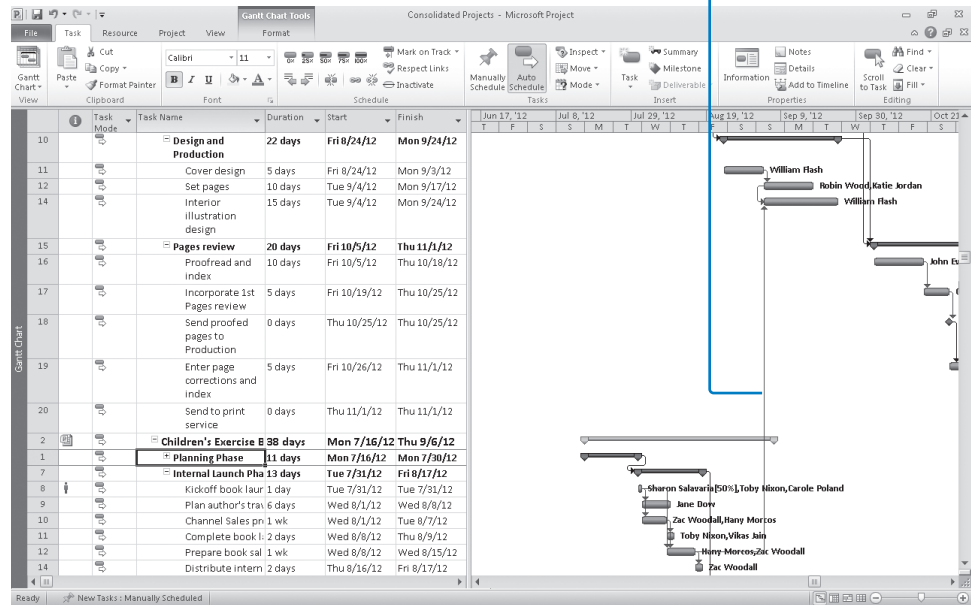 Gantt Chart Tools
Consolidated Projects - Microsoft Project
File Task Resource Project View Format
Gantt Chart
View
Paste
Cut
Copy
Format Painter
Clipboard
Calibri 11
B I U A
Font
0% 25% 50% 75% 100%
Mark on Track
Respect Links
Inactivate
Schedule
Manually Schedule
Auto Schedule
Inspect
Move
Mode
Tasks
Task
Summary
Milestone
Deliverable
Insert
Information
Notes
Details
Add to Timeline
Properties
Scroll to Task
Find
Clear
Fill
Editing
Task Mode Task Name Duration Start Finish
Jun 17, '12 Jul 8, '12 Jul 29, '12 Aug 19, '12 Sep 9, '12 Sep 30, '12 Oct 21
T F S S M T W T F S S M T W T F S
10 Design and Production 22 days Fri 8/24/12 Mon 9/24/12
11 Cover design 5 days Fri 8/24/12 Mon 9/3/12 William Flash
12 Set pages 10 days Tue 9/4/12 Mon 9/17/12 Robin Wood,Katie Jordan
14 Interior illustration design 15 days Tue 9/4/12 Mon 9/24/12 William Flash
15 Pages review 20 days Fri 10/5/12 Thu 11/1/12
16 Proofread and index 10 days Fri 10/5/12 Thu 10/18/12 John Ev
17 Incorporate 1st Pages review 5 days Fri 10/19/12 Thu 10/25/12
18 Send proofed pages to Production 0 days Thu 10/25/12 Thu 10/25/12
19 Enter page corrections and index 5 days Fri 10/26/12 Thu 11/1/12
20 Send to print service 0 days Thu 11/1/12 Thu 11/1/12
2 Children's Exercise B 38 days Mon 7/16/12 Thu 9/6/12
1 Planning Phase 11 days Mon 7/16/12 Mon 7/30/12
7 Internal Launch Pha 13 days Tue 7/31/12 Fri 8/17/12
8 Kickoff book laur 1 day Tue 7/31/12 Tue 7/31/12 Sharon Salavaria[50%],Toby Nixon,Carole Poland
9 Plan author's trav 6 days Wed 8/1/12 Wed 8/8/12 Jane Dow
10 Channel Sales pr 1 wk Wed 8/1/12 Tue 8/7/12 Zac Woodall,Hany Morcos
11 Complete book l 2 days Wed 8/8/12 Thu 8/9/12 Toby Nixon,Vikas Jain
12 Prepare book sal 1 wk Wed 8/8/12 Wed 8/15/12 Hany Morcos,Zac Woodall
14 Distribute intern 2 days Thu 8/16/12 Fri 8/17/12 Zac Woodall
Gantt Chart
Ready New Tasks : Manually Scheduled